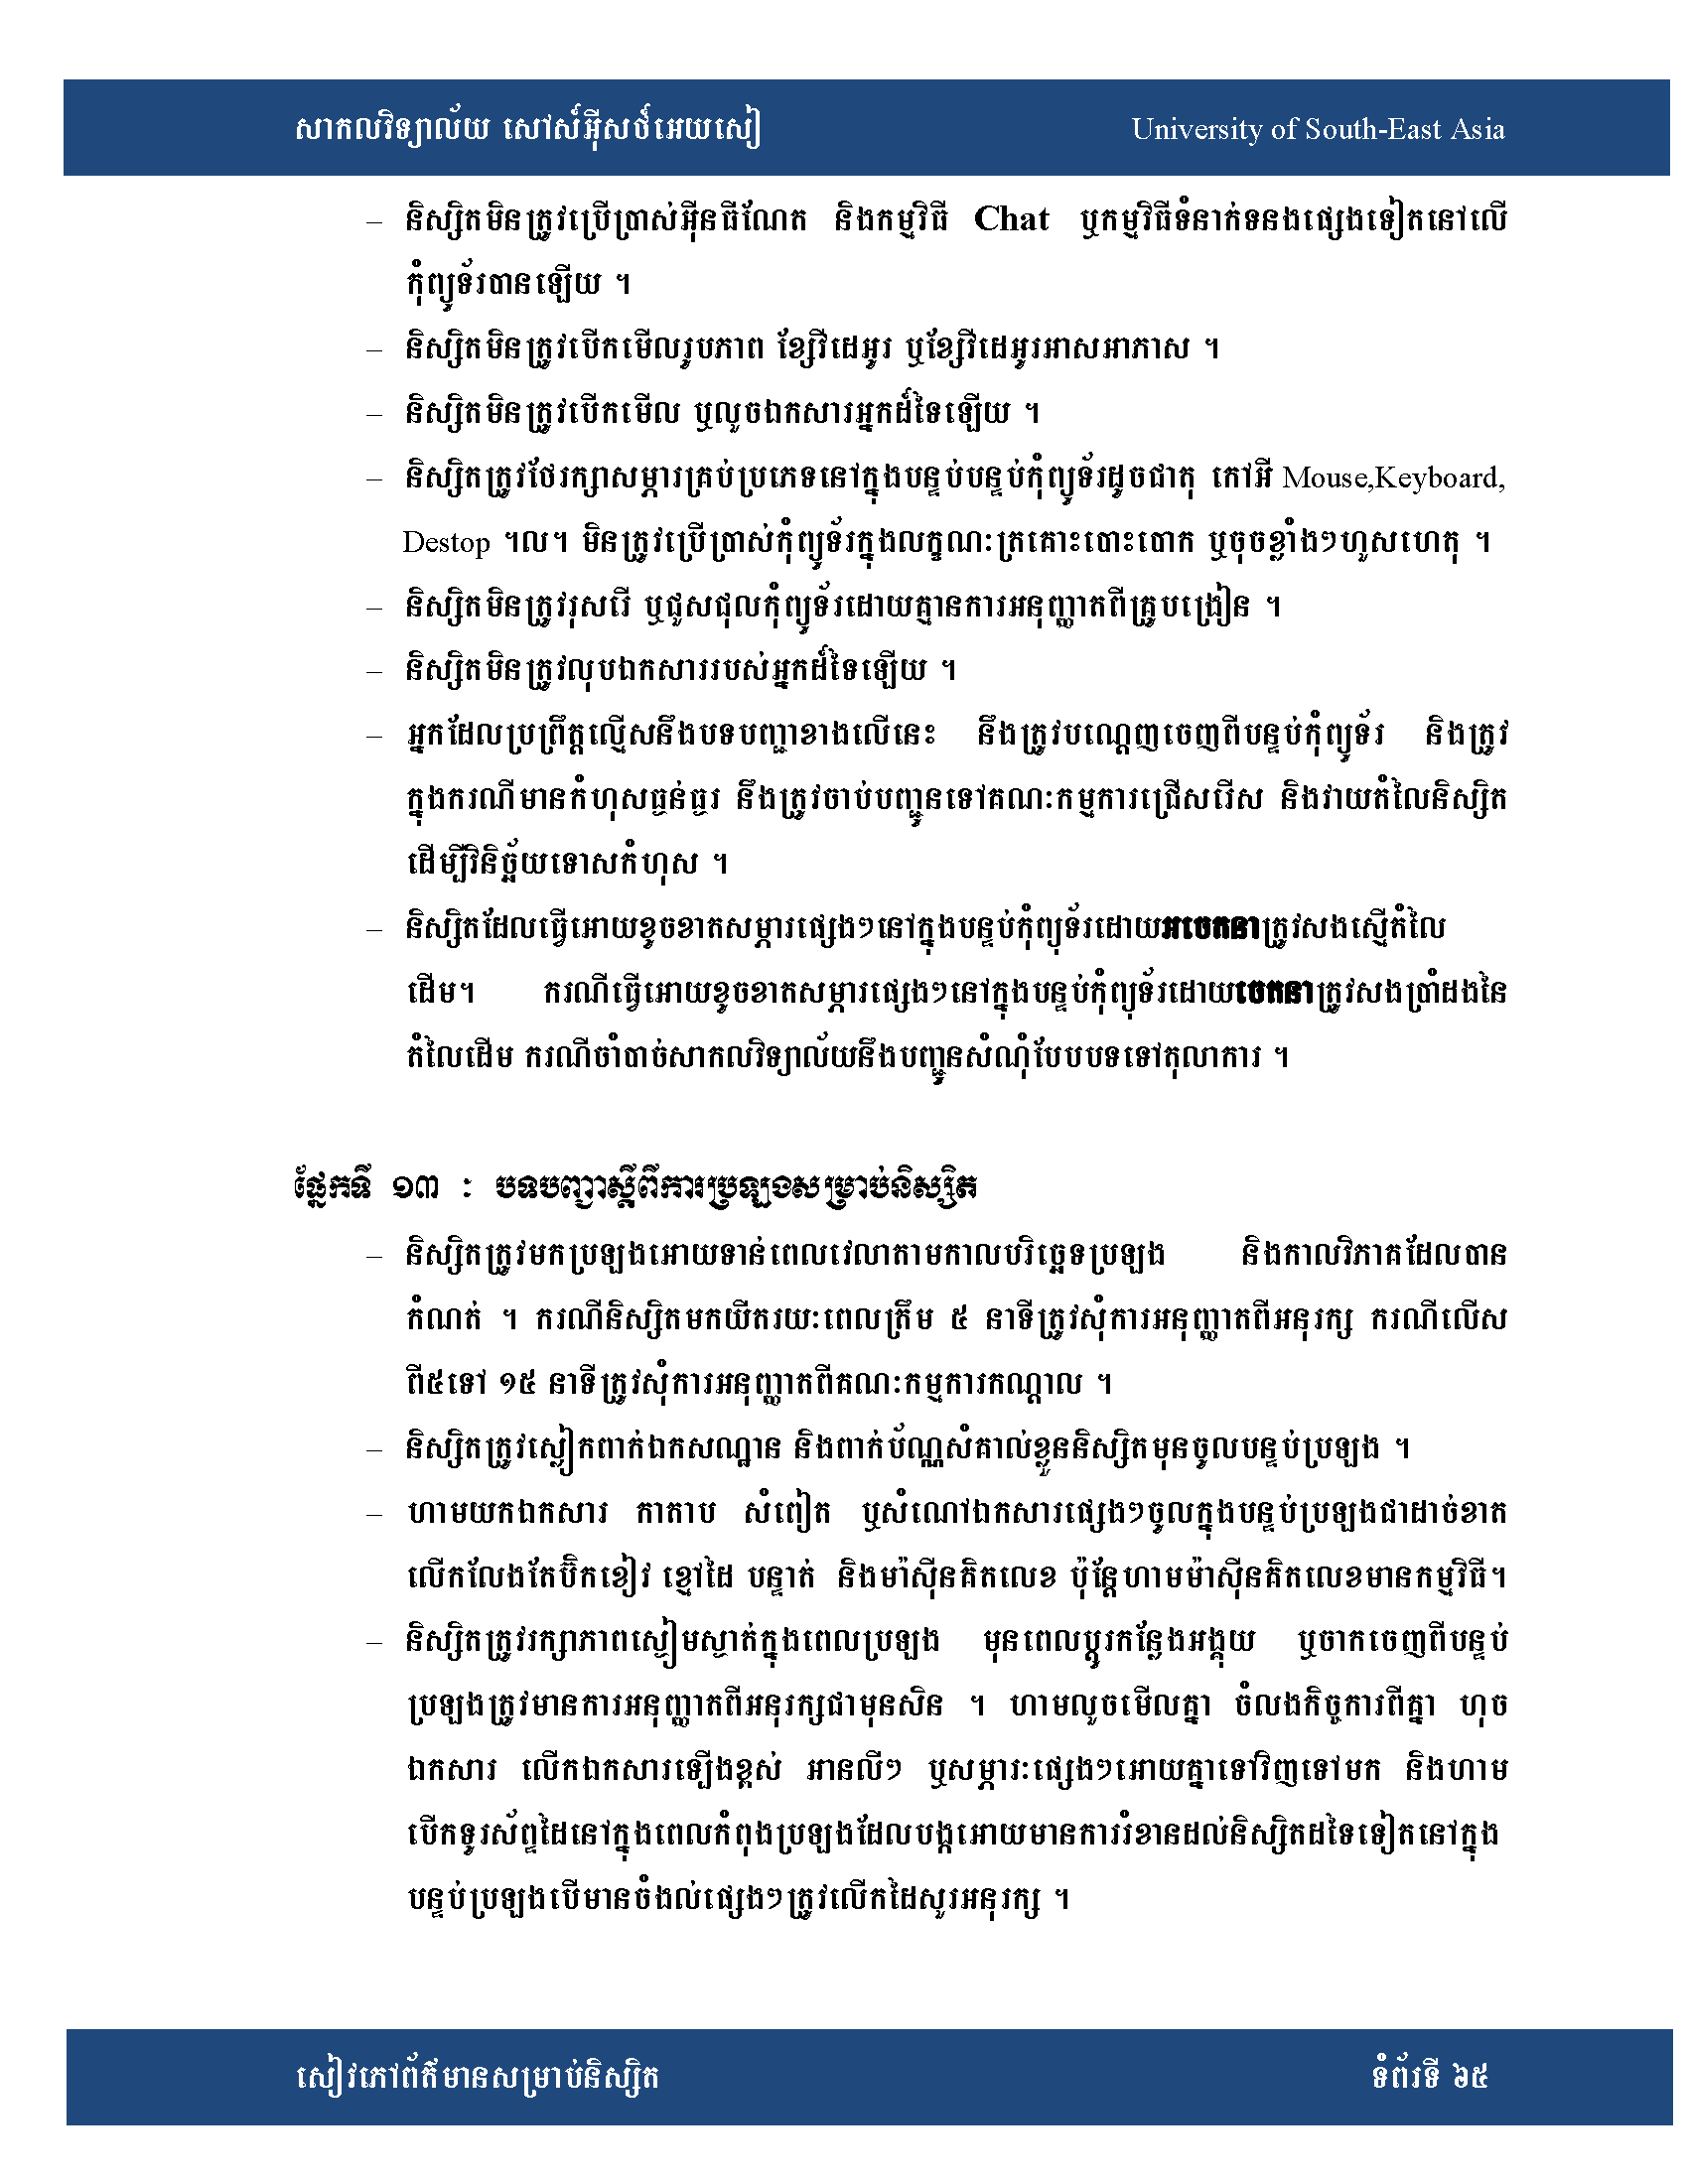 សាកលវិទ្យាល័យ សៅស៍អ៊ីសថ៍អេយសៀ University of South-East Asia
– និស្សិតមិនត្រូវប្រើប្រាស់អ៊ីនធឺណែត និងកម្មវិធី Chat ឬកម្មវិធីទំនាក់ទនងផ្សេងទៀតនៅលើ
កុំព្យូទ័របានឡើយ ។
– និស្សិតមិនត្រូវបើកមើលរូបភាព ខ្សែវីដេអូរ ឬខ្សែវីដេអូរអាសអាភាស ។
– និស្សិតមិនត្រូវបើកមើល ឬលួចឯកសារអ្នកដ៏ទៃឡើយ ។
– និស្សិតត្រូវថែរក្សាសម្ភារគ្រប់ប្រភេទនៅក្នុងបន្ទប់បន្ទប់កុំព្យូទ័រដូចជាតុ កៅអី Mouse,Keyboard,
Destop ។ល។ មិនត្រូវប្រើប្រាស់កុំព្យូទ័រក្នុងលក្ខណៈត្រគោះបោះបោក ឬចុចខ្លាំងៗហួសហេតុ ។
– និស្សិតមិនត្រូវរុសរើ ឬជួសជុលកុំព្យូទ័រដោយគ្មានការអនុញ្ញាតពីគ្រូបង្រៀន ។
– និស្សិតមិនត្រូវលុបឯកសាររបស់អ្នកដ៏ទៃឡើយ ។
– អ្នកដែលប្រព្រឹត្តល្មើសនឹងបទបញ្ជាខាងលើនេះ នឹងត្រូវបណ្តេញចេញពីបន្ទប់កុំព្យូទ័រ និងត្រូវ
ក្នុងករណីមានកំហុសធ្ងន់ធ្ងរ នឹងត្រូវចាប់បញ្ជូនទៅគណៈកម្មការជ្រើសរើស និងវាយតំលៃនិស្សិត
ដើម្បីវិនិច្ឆ័យទោសកំហុស ។
– និស្សិតដែលធ្វើអោយខូចខាតសម្ភារផ្សេងៗនៅក្នុងបន្ទប់កុំព្យុទ័រដោយអចេតនាត្រូវសងស្មើតំលៃ
ដើម។ ករណីធ្វើអោយខូចខាតសម្ភារផ្សេងៗនៅក្នុងបន្ទប់កុំព្យុទ័រដោយចេតនាត្រូវសងប្រាំដងនៃ
តំលៃដើម ករណីចាំបាច់សាកលវិទ្យាល័យនឹងបញ្ជូនសំណុំបែបបទទៅតុលាការ ។
ផ្នែកទី ១៣ : បទបញ្ជាស្តីពីការប្រឡងសម្រាប់និស្សិត
– និស្សិតត្រូវមកប្រឡងអោយទាន់ពេលវេលាតាមកាលបរិច្ឆេទប្រឡង និងកាលវិភាគដែលបាន
កំណត់ ។ ករណីនិស្សិតមកយឺតរយៈពេលត្រឹម ៥ នាទីត្រូវសុំការអនុញ្ញាតពីអនុរក្ស ករណីលើស
ពី៥ទៅ ១៥ នាទីត្រូវសុំការអនុញ្ញាតពីគណៈកម្មការកណ្តាល ។
– និស្សិតត្រូវស្លៀកពាក់ឯកសណ្ឋាន និងពាក់ប័ណ្ណសំគាល់ខ្លួននិស្សិតមុនចូលបន្ទប់ប្រឡង ។
– ហាមយកឯកសារ កាតាប សំពៀត ឬសំណៅឯកសារផ្សេងៗចូលក្នុងបន្ទប់ប្រឡងជាដាច់ខាត
លើកលែងតែប៊ិកខៀវ ខ្មៅដៃ បន្ទាត់ និងម៉ាស៊ីនគិតលេខ ប៉ុន្តែហាមម៉ាស៊ីនគិតលេខមានកម្មវិធី។
– និស្សិតត្រូវរក្សាភាពស្ងៀមស្ងាត់ក្នុងពេលប្រឡង មុនពេលប្តូរកន្លែងអង្គុយ ឬចាកចេញពីបន្ទប់
ប្រឡងត្រូវមានការអនុញ្ញាតពីអនុរក្សជាមុនសិន ។ ហាមលួចមើលគ្នា ចំលងកិច្ចការពីគ្នា ហុច
ឯកសារ លើកឯកសារឡើងខ្ពស់ អានលឺៗ ឬសម្ភារៈផ្សេងៗអោយគ្នាទៅវិញទៅមក និងហាម
បើកទូរស័ព្ទដៃនៅក្នុងពេលកំពុងប្រឡងដែលបង្កអោយមានការរំខានដល់និស្សិតដទៃទៀតនៅក្នុង
បន្ទប់ប្រឡងបើមានចំងល់ផ្សេងៗត្រូវលើកដៃសួរអនុរក្ស ។
សៀវភៅព័ត៌មានសម្រាប់និស្សិត ទំព័រទី ៦៥